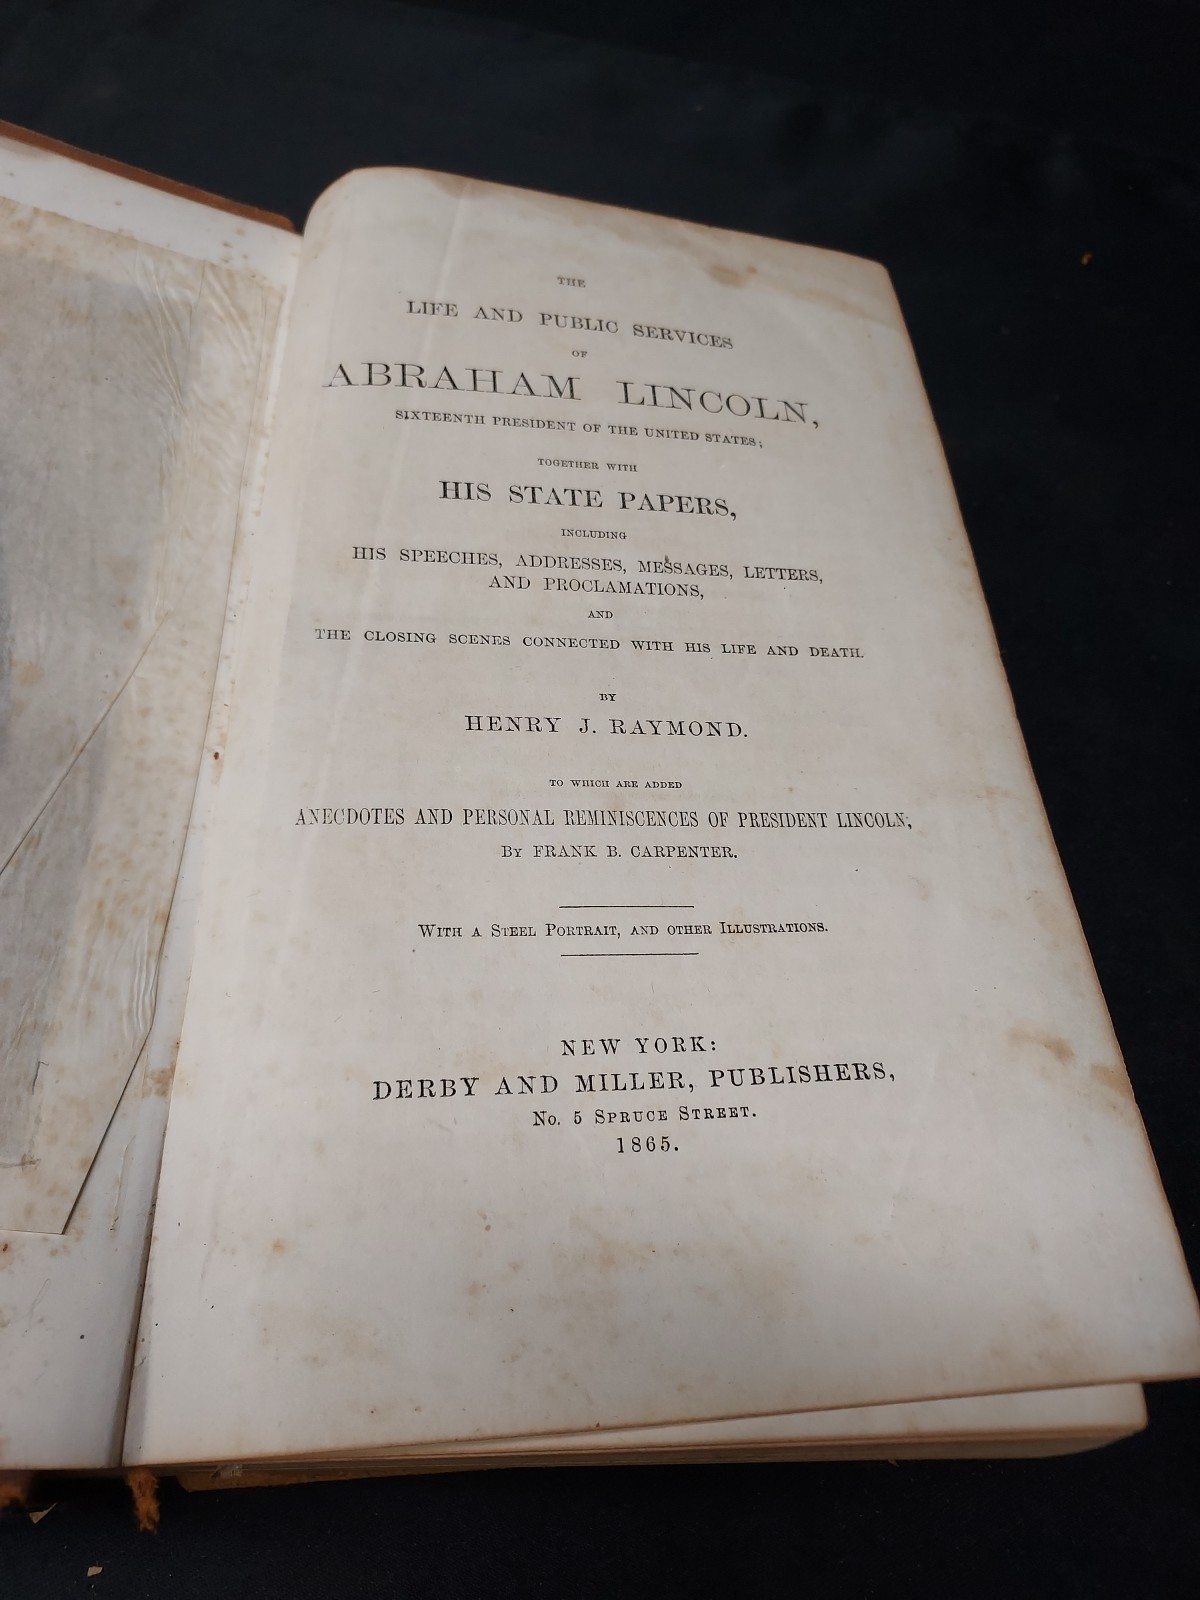 THE
LIFE AND PUBLIC SERVICES
OF
ABRAHAM LINCOLN,
SIXTEENTH PRESIDENT OF THE UNITED STATES;
TOGETHER WITH
HIS STATE PAPERS,
INCLUDING
HIS SPEECHES, ADDRESSES, MESSAGES, LETTERS,
AND PROCLAMATIONS,
AND
THE CLOSING SCENES CONNECTED WITH HIS LIFE AND DEATH.
BY
HENRY J. RAYMOND.
TO WHICH ARE ADDED
ANECDOTES AND PERSONAL REMINISCENCES OF PRESIDENT LINCOLN,
BY FRANK B. CARPENTER.
WITH A STEEL PORTRAIT, AND OTHER ILLUSTRATIONS.
NEW YORK:
DERBY AND MILLER, PUBLISHERS,
No. 5 SPRUCE STREET.
1865.